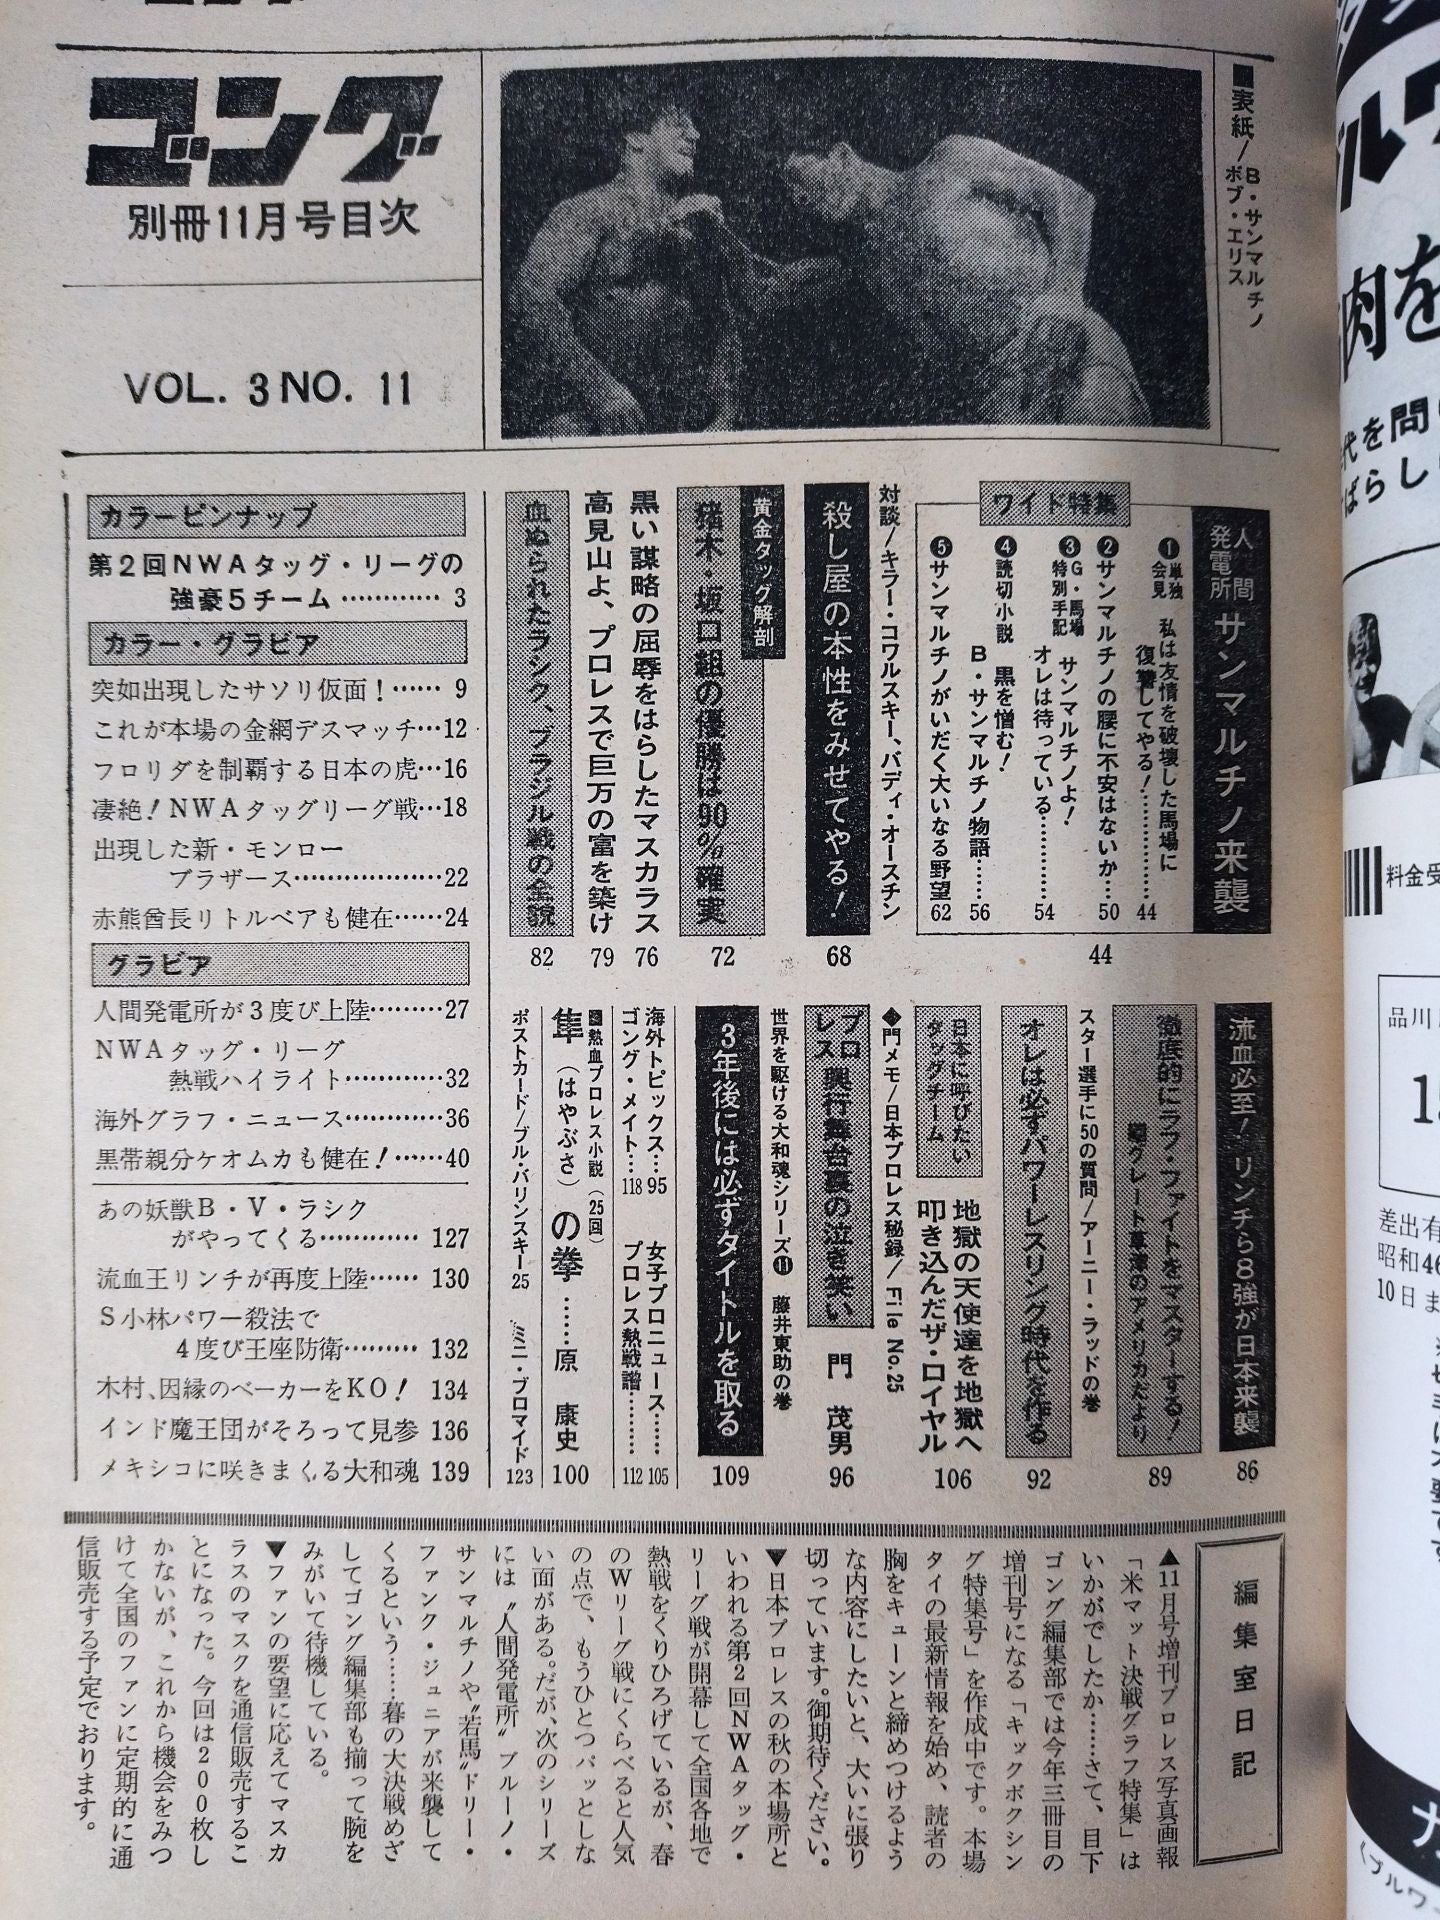 ゴング
別冊11月号目次
VOL. 3 NO. 11
■表紙/B・サンマルチノ
ボブ・エリス
カラーピンナップ
第2回NWAタッグ・リーグの
強豪5チーム…………3
カラー・グラビア
突如出現したサソリ仮面！……9
これが本場の金網デスマッチ…12
フロリダを制覇する日本の虎…16
凄絶！NWAタッグリーグ戦…18
出現した新・モンロー
ブラザース………………22
赤熊酋長リトルベアも健在……24
グラビア
人間発電所が3度び上陸………27
NWAタッグ・リーグ
熱戦ハイライト…………32
海外グラフ・ニュース…………36
黒帯親分ケオムカも健在！……40
あの妖獣B・V・ラシク
がやってくる…………127
流血王リンチが再度上陸……130
S小林パワー殺法で
4度び王座防衛………132
木村、因縁のベーカーをKO！134
インド魔王団がそろって見参 136
メキシコに咲きまくる大和魂 139
人間発電所 サンマルチノ来襲 44
ワイド特集
❶単独会見 私は友情を破壊した馬場に
復讐してやる！…………44
❷サンマルチノの腰に不安はないか…50
❸G・馬場特別手記 サンマルチノよ！
オレは待っている…………54
❹読切小説 黒を憎む！
B・サンマルチノ物語……56
❺サンマルチノがいだく大いなる野望 62
対談/キラー・コワルスキー、バディ・オースチン
殺し屋の本性をみせてやる！ 68
黄金タッグ解剖
猪木・坂口組の優勝は90％確実 72
黒い謀略の屈辱をはらしたマスカラス 76
高見山よ、プロレスで巨万の富を築け 79
血ぬられたラシク、ブラジル戦の全貌 82
流血必至！リンチら8強が日本来襲 86
徹底的にラフ・ファイトをマスターする！
グレート草津のアメリカだより 89
スター選手に50の質問/アーニー・ラッドの巻
オレは必ずパワーレスリング時代を作る 92
日本に呼びたいタッグチーム
地獄の天使達を地獄へ
叩き込んだザ・ロイヤル 106
◆門メモ/日本プロレス秘録/File No.25
プロレス興行舞台裏の泣き笑い 門 茂男 96
世界を駆ける大和魂シリーズ⓫ 藤井東助の巻
3年後には必ずタイトルを取る 109
海外トピックス…95
ゴング・メイト…118
女子プロニュース……105
プロレス熱戦譜………112
熱血プロレス小説(25回)
隼(はやぶさ)の拳……原 康史 100
ポストカード/ブル・バリンスキー25
ミニ・ブロマイド 123
編集室日記
▲11月号増刊プロレス写真画報
「米マット決戦グラフ特集」は
いかがでしたか……さて、目下
ゴング編集部では今年三冊目の
増刊号になる「キックボクシン
グ特集号」を作成中です。本場
タイの最新情報を始め、読者の
胸をキューンと締めつけるよう
な内容にしたいと、大いに張り
切っています。御期待ください。
▼日本プロレスの秋の本場所と
いわれる第2回NWAタッグ・
リーグ戦が開幕して全国各地で
熱戦をくりひろげているが、春
のWリーグ戦にくらべると人気
の点で、もうひとつパッとしな
い面がある。だが、次のシリーズ
には〝人間発電所〟ブルーノ・
サンマルチノや〝若馬〟ドリー・
ファンク・ジュニアが来襲して
くるという……暮の大決戦めざ
してゴング編集部も揃って腕を
みがいて待機している。
▼ファンの要望に応えてマスカ
ラスのマスクを通信販売するこ
とになった。今回は200枚し
かないが、これから機会をみつ
けて全国のファンに定期的に通
信販売する予定でおります。
肉を
代を問
ばらし
料金受
品川
差出有
昭和46
10日ま